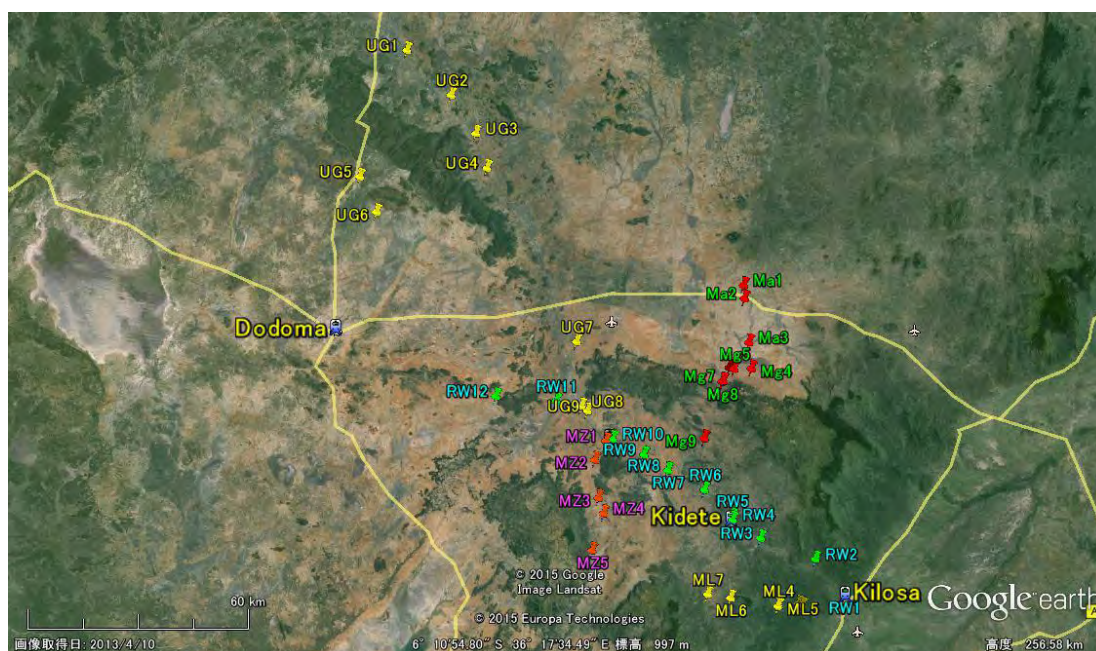 UG1
UG2
UG3
UG4
UG5
UG6
Ma1
Ma2
Dodoma
UG7
Ma3
Mg5
Mg4
Mg7
Mg8
RW12
RW11
UG9
UG8
MZ1
RW10
Mg9
RW9
MZ2
RW8
RW7
RW6
MZ3
RW5
MZ4
Kidete
RW4
RW3
RW2
MZ5
© 2015 Google
Image Landsat
ML7
ML6
ML4
ML5
RW1
Kilosa
Google earth
60 km
© 2015 Europa Technologies
画像取得日: 2013/4/10
6° 10'54.80" S 36° 17'34.49" E 標高 997 m
高度 256.58 km